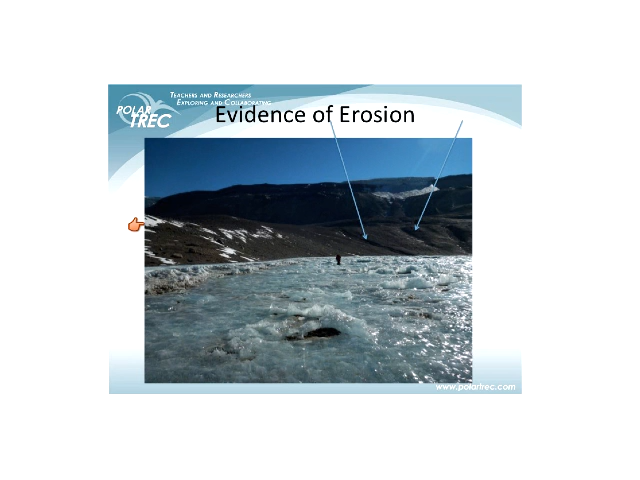 TEACHERS AND RESEARCHERS
EXPLORING AND COLLABORATING
POLAR
TREC
Evidence of Erosion
www.polartrec.com